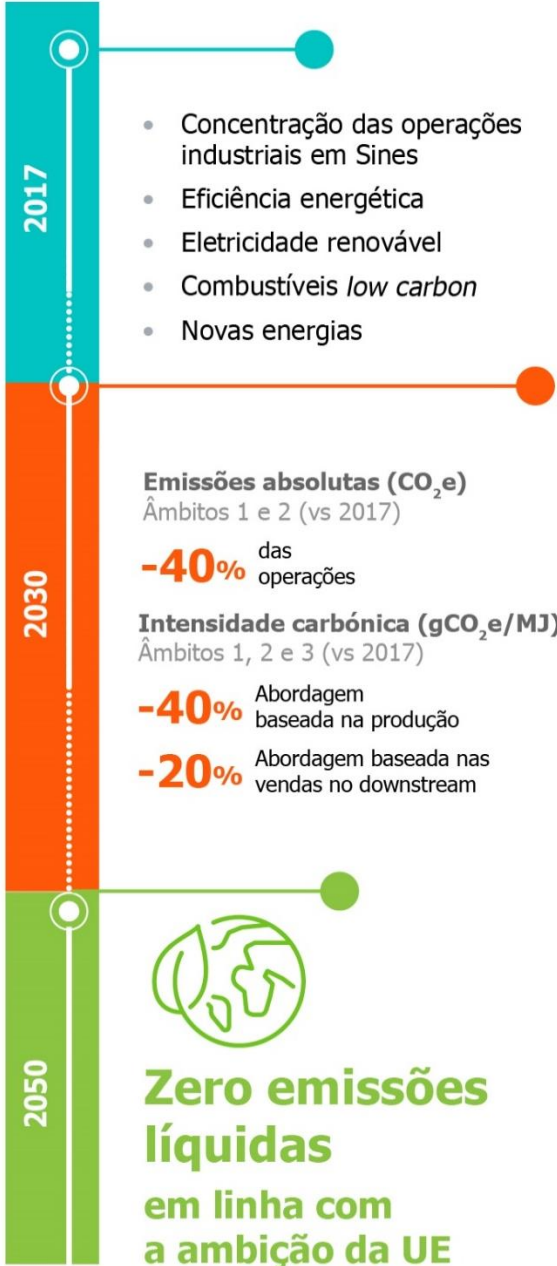 2017
Concentração das operações
industriais em Sines
Eficiência energética
Eletricidade renovável
Combustíveis low carbon
Novas energias
2030
Emissões absolutas (CO₂e)
Âmbitos 1 e 2 (vs 2017)
-40% das
operações
Intensidade carbónica (gCO₂e/MJ)
Âmbitos 1, 2 e 3 (vs 2017)
-40% Abordagem
baseada na produção
-20% Abordagem baseada nas
vendas no downstream
2050
Zero emissões
líquidas
em linha com
a ambição da UE